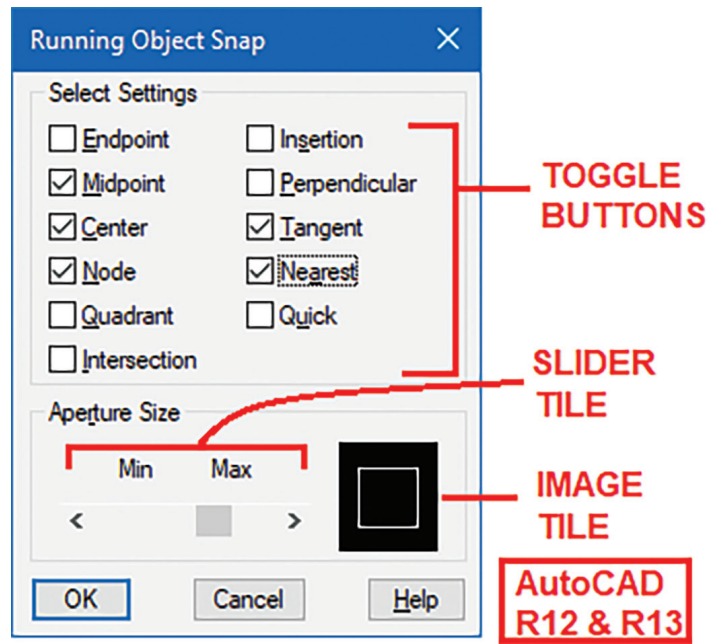 Running Object Snap
Select Settings
Endpoint
Midpoint
Center
Node
Quadrant
Intersection
Insertion
Perpendicular
Tangent
Nearest
Quick
Aperture Size
Min Max
OK Cancel Help
TOGGLE
BUTTONS
SLIDER
TILE
IMAGE
TILE
AutoCAD
R12 & R13